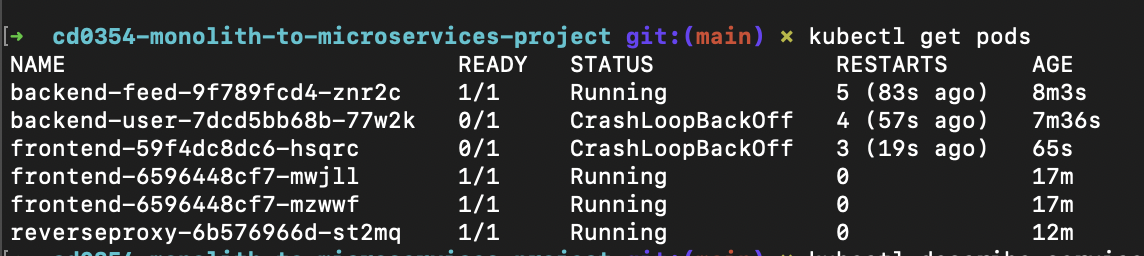 [➜  cd0354-monolith-to-microservices-project git:(main) ✗ kubectl get pods
NAME                            READY   STATUS             RESTARTS      AGE
backend-feed-9f789fcd4-znr2c    1/1     Running            5 (83s ago)   8m3s
backend-user-7dcd5bb68b-77w2k   0/1     CrashLoopBackOff   4 (57s ago)   7m36s
frontend-59f4dc8dc6-hsqrc       0/1     CrashLoopBackOff   3 (19s ago)   65s
frontend-6596448cf7-mwjll       1/1     Running            0             17m
frontend-6596448cf7-mzwwf       1/1     Running            0             17m
reverseproxy-6b576966d-st2mq    1/1     Running            0             12m